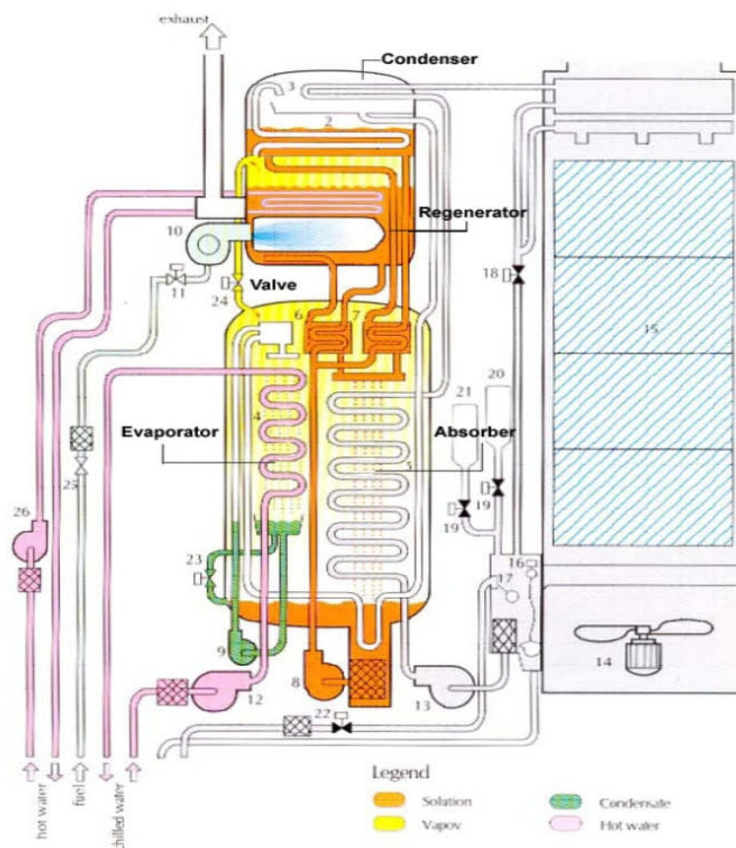 exhaust
Condenser
3
2
Regenerator
10
11
Valve
24
6
7
18
15
4
20
21
Evaporator
Absorber
5
19
19
25
26
23
16
17
9
14
12
8
13
22
hot water
fuel
chilled water
Legend
Solution
Condensate
Vapov
Hot water